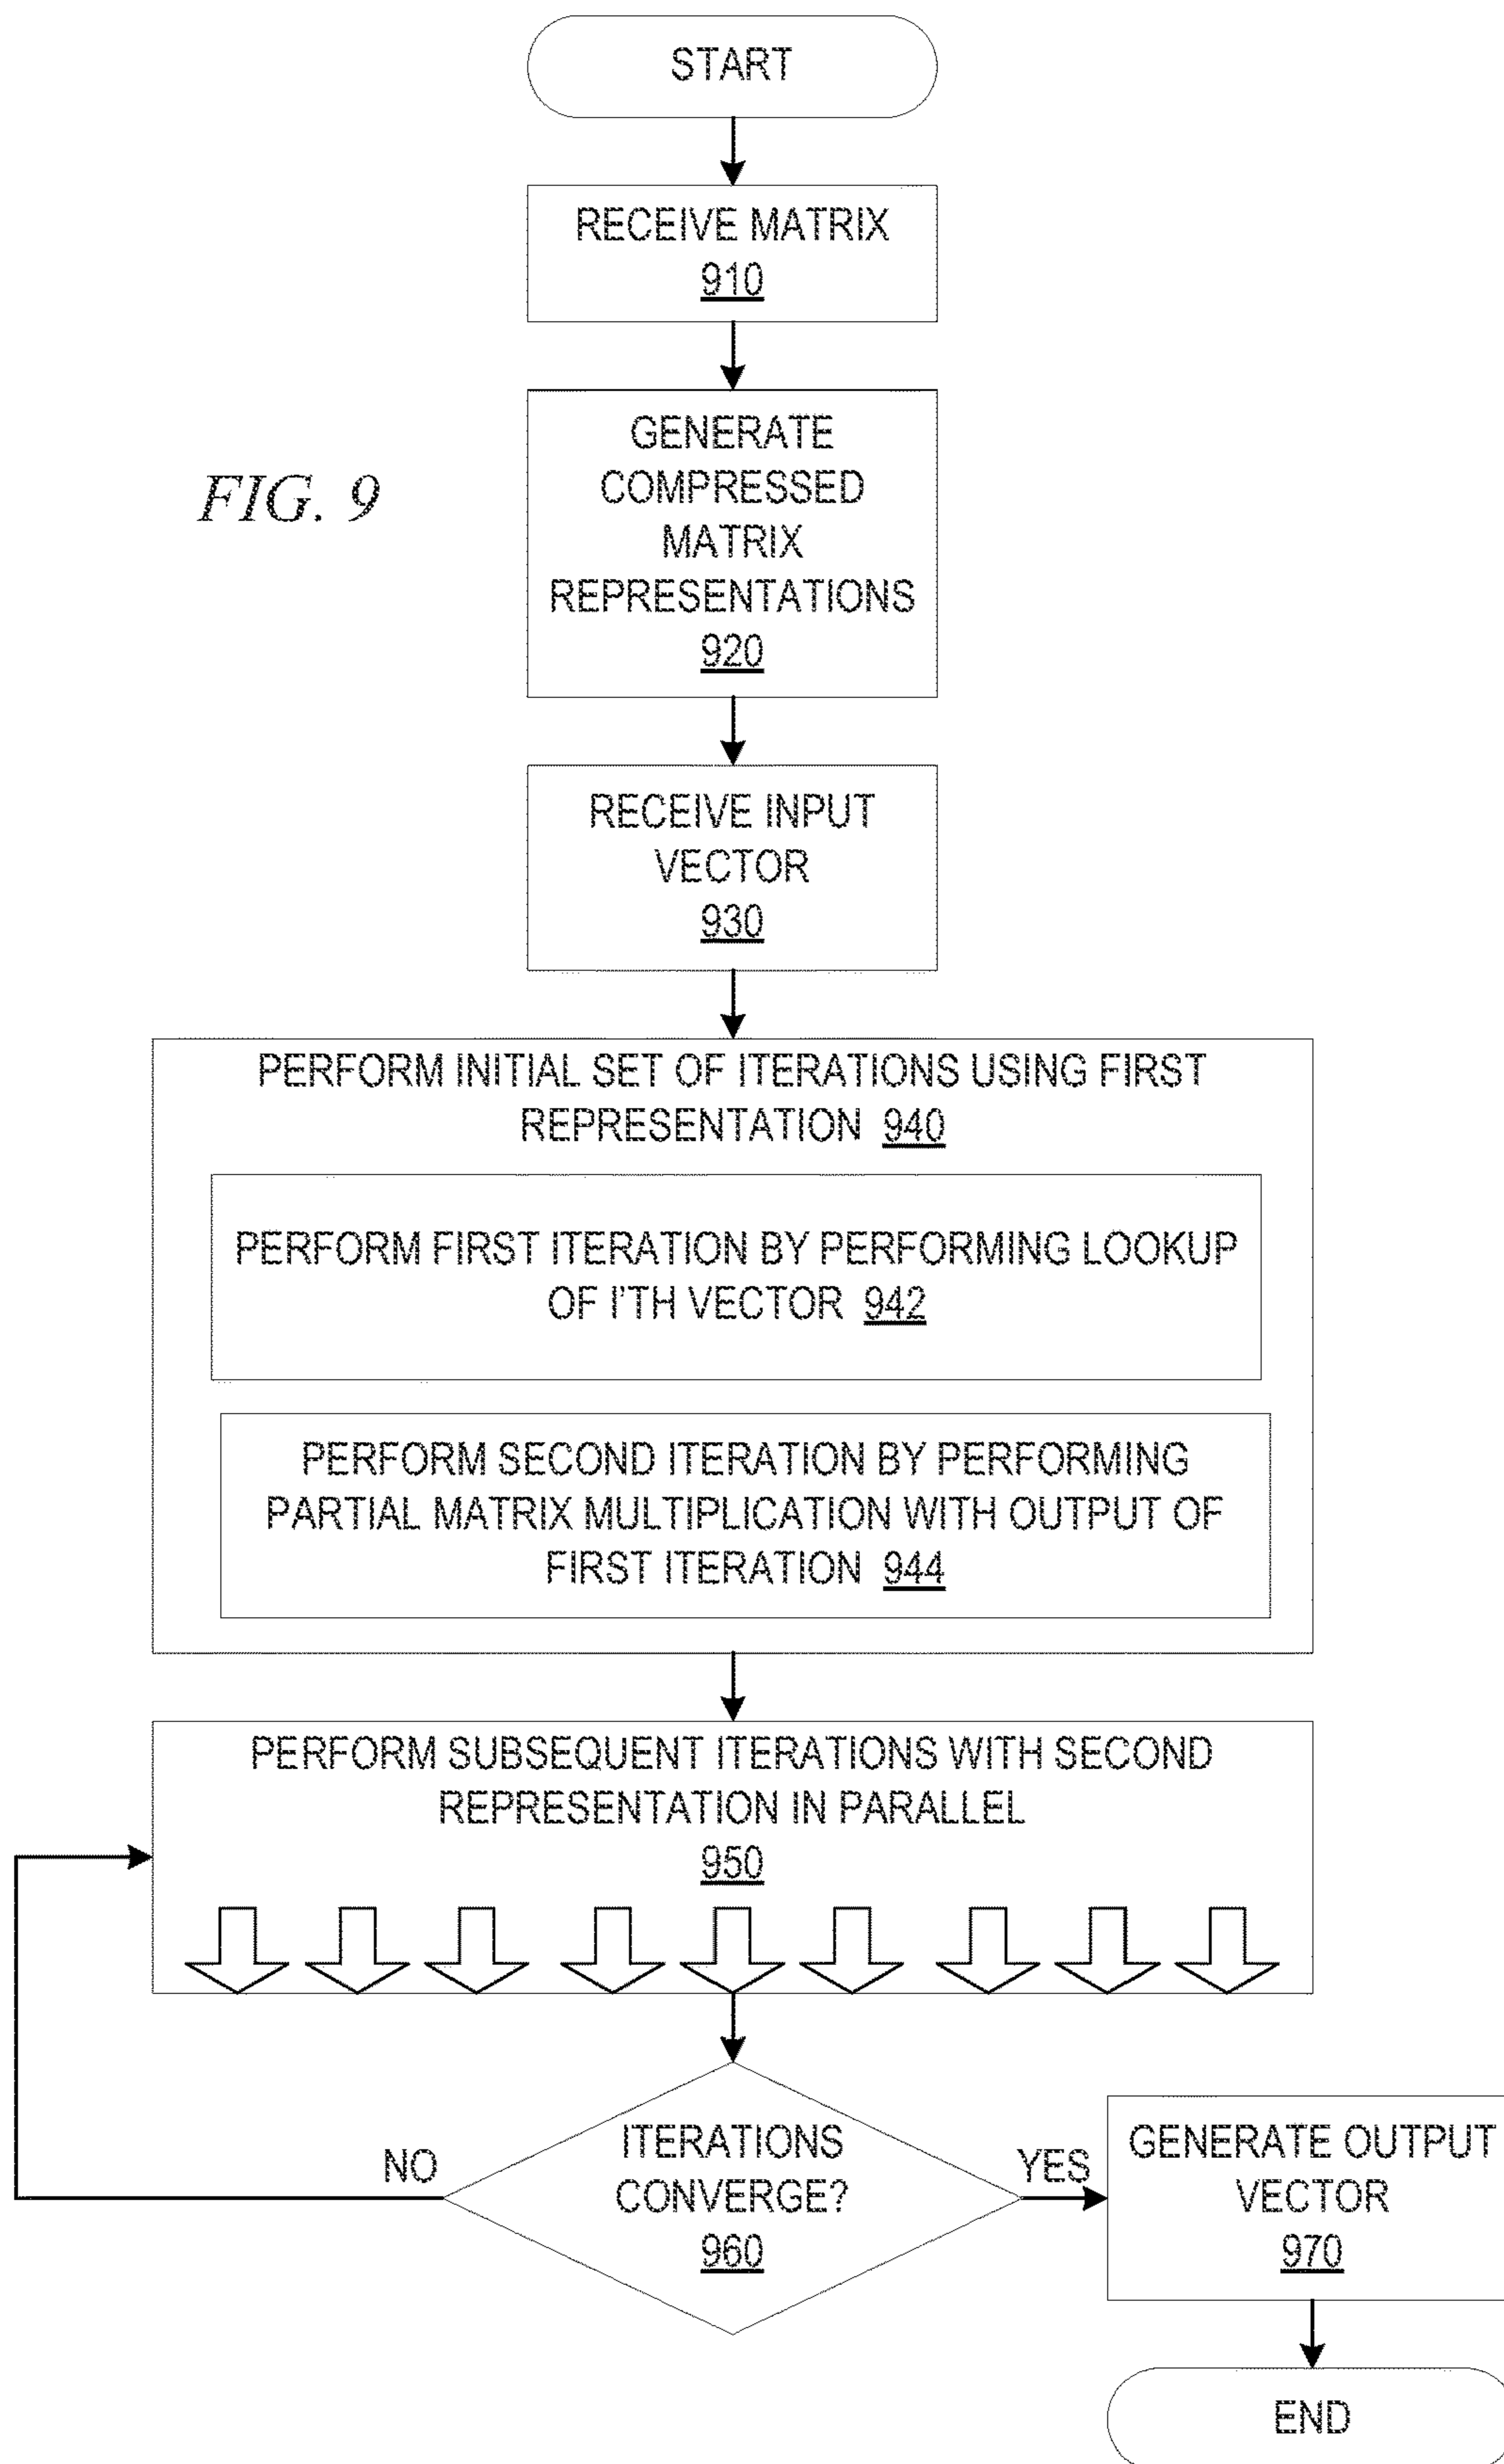 START
RECEIVE MATRIX
910
GENERATE
COMPRESSED
MATRIX
REPRESENTATIONS
920
FIG. 9
RECEIVE INPUT
VECTOR
930
PERFORM INITIAL SET OF ITERATIONS USING FIRST
REPRESENTATION 940
PERFORM FIRST ITERATION BY PERFORMING LOOKUP
OF I'TH VECTOR 942
PERFORM SECOND ITERATION BY PERFORMING
PARTIAL MATRIX MULTIPLICATION WITH OUTPUT OF
FIRST ITERATION 944
PERFORM SUBSEQUENT ITERATIONS WITH SECOND
REPRESENTATION IN PARALLEL
950
ITERATIONS
CONVERGE?
960
NO
YES
GENERATE OUTPUT
VECTOR
970
END